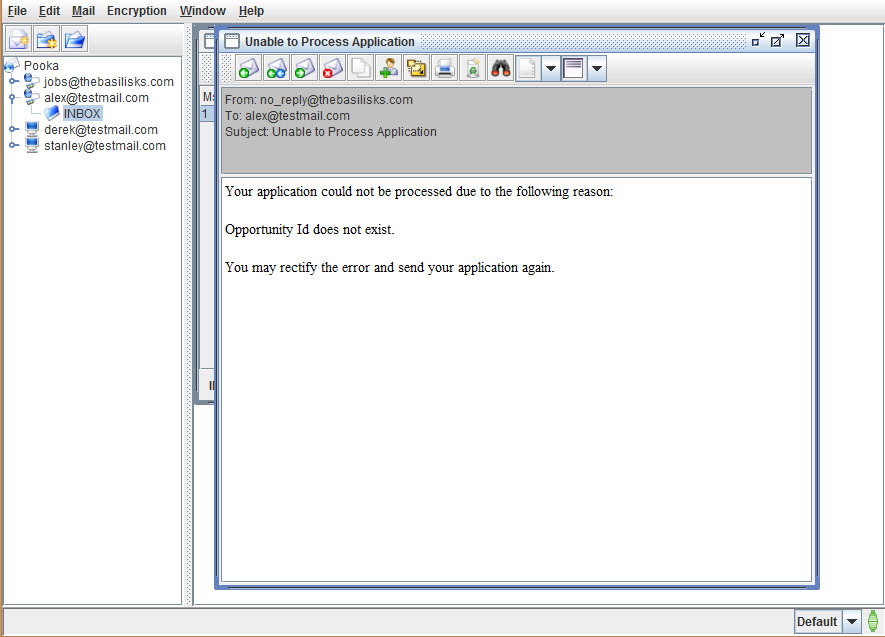 File Edit Mail Encryption Window Help
Unable to Process Application
Pooka
jobs@thebasilisks.com
alex@testmail.com
INBOX
derek@testmail.com
stanley@testmail.com
1
From: no_reply@thebasilisks.com
To: alex@testmail.com
Subject: Unable to Process Application
Your application could not be processed due to the following reason:
Opportunity Id does not exist.
You may rectify the error and send your application again.
Default